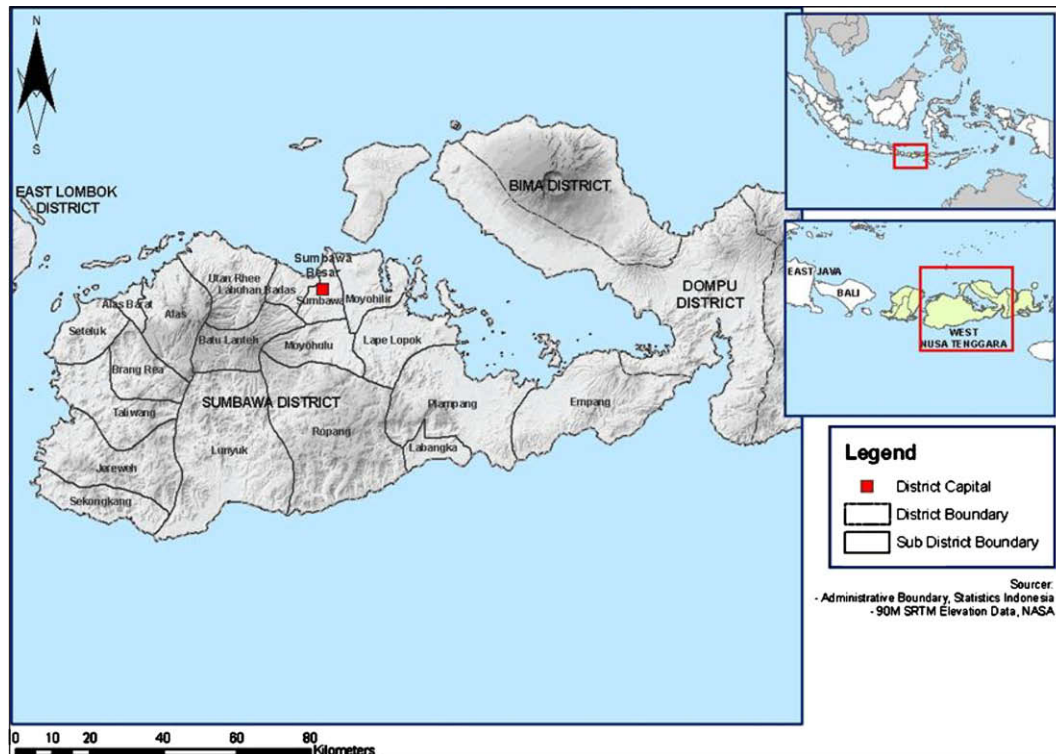 N
S
EAST LOMBOK
DISTRICT
BIMA DISTRICT
DOMPU
DISTRICT
Sumbawa
Besar
Utan Rhee
Labuhan Badas
Sumbawa
Moyohilir
Alas Barat
Alas
Seteluk
Batu Lanteh
Moyohulu
Lape Lopok
Brang Rea
Taliwang
SUMBAWA DISTRICT
Plampang
Empang
Ropang
Lunyuk
Labangka
Jereweh
Sekongkang
0 10 20 40 60 80
Kilometers
EAST JAVA
BALI
WEST
NUSA TENGGARA
Legend
District Capital
District Boundary
Sub District Boundary
Sourcer:
- Administrative Boundary, Statistics Indonesia
- 90M SRTM Elevation Data, NASA